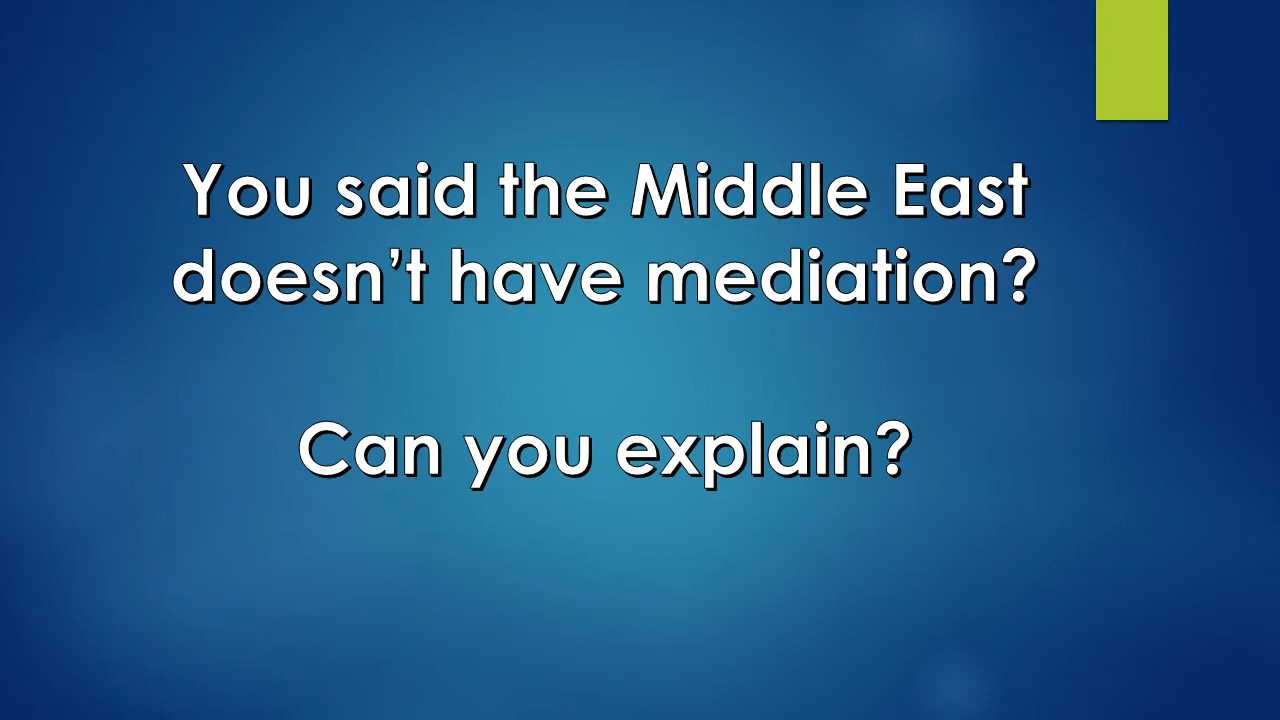 You said the Middle East
doesn’t have mediation?
Can you explain?